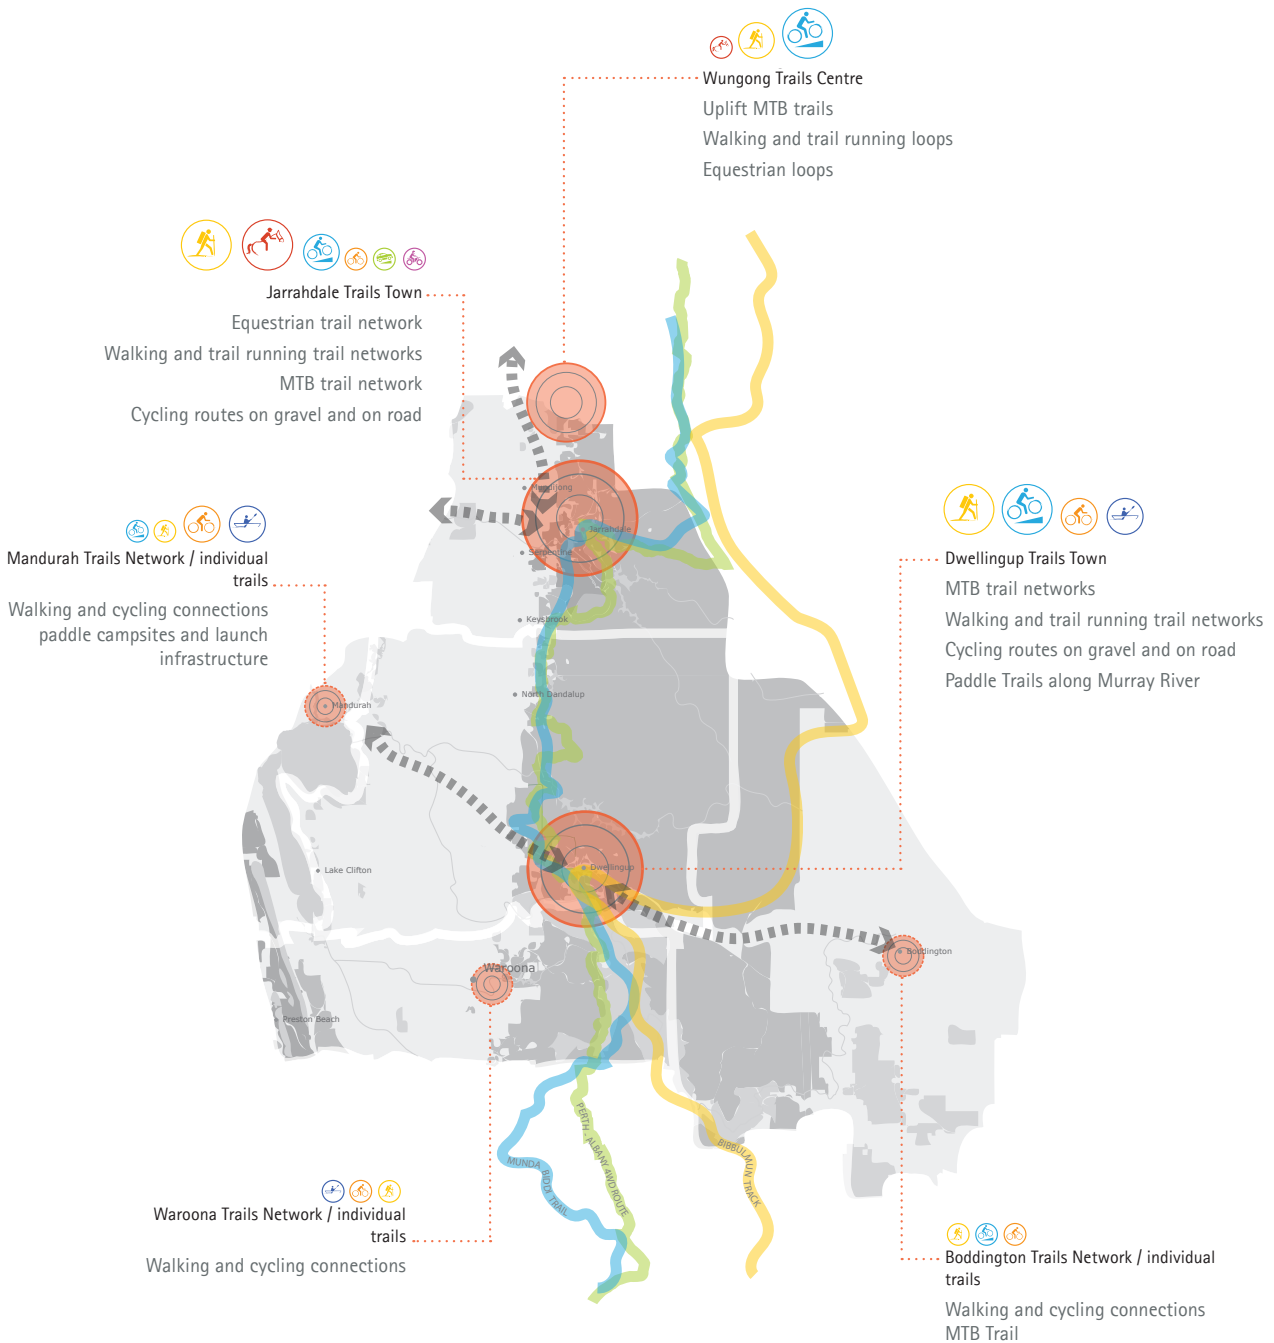 Wungong Trails Centre
Uplift MTB trails
Walking and trail running loops
Equestrian loops
Jarrahdale Trails Town
Equestrian trail network
Walking and trail running trail networks
MTB trail network
Cycling routes on gravel and on road
Mandurah Trails Network / individual
trails
Walking and cycling connections
paddle campsites and launch
infrastructure
Dwellingup Trails Town
MTB trail networks
Walking and trail running trail networks
Cycling routes on gravel and on road
Paddle Trails along Murray River
Mundijong
Jarrahdale
Serpentine
Keysbrook
North Dandalup
Mandurah
Dwellingup
Lake Clifton
Boddington
Waroona
Preston Beach
MUNDA BIDDI TRAIL
PERTH - ALBANY 4WD ROUTE
BIBBULMUN TRACK
Waroona Trails Network / individual
trails
Walking and cycling connections
Boddington Trails Network / individual
trails
Walking and cycling connections
MTB Trail